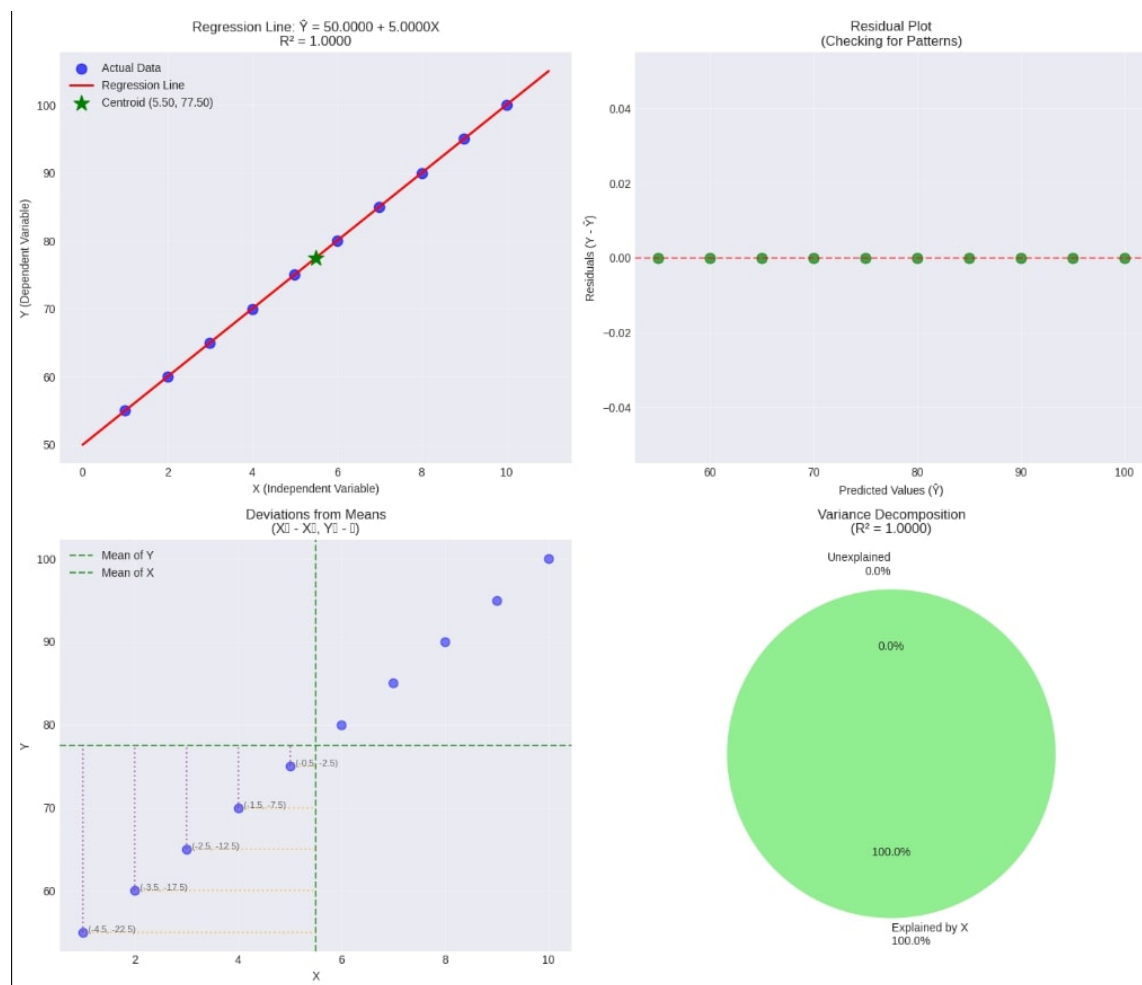 Regression Line: Ŷ = 50.0000 + 5.0000X
R² = 1.0000
Actual Data
Regression Line
Centroid (5.50, 77.50)
Y (Dependent Variable)
100
90
80
70
60
50
0
2
4
6
8
10
X (Independent Variable)
Residual Plot
(Checking for Patterns)
Residuals (Y - Ŷ)
0.04
0.02
0.00
−0.02
−0.04
60
70
80
90
100
Predicted Values (Ŷ)
Deviations from Means
(X▯ - X▯, Y▯ - ▯)
Mean of Y
Mean of X
Y
100
90
80
70
60
(-0.5, -2.5)
(-1.5, -7.5)
(-2.5, -12.5)
(-3.5, -17.5)
(-4.5, -22.5)
2
4
6
8
10
X
Variance Decomposition
(R² = 1.0000)
Unexplained
0.0%
0.0%
100.0%
Explained by X
100.0%